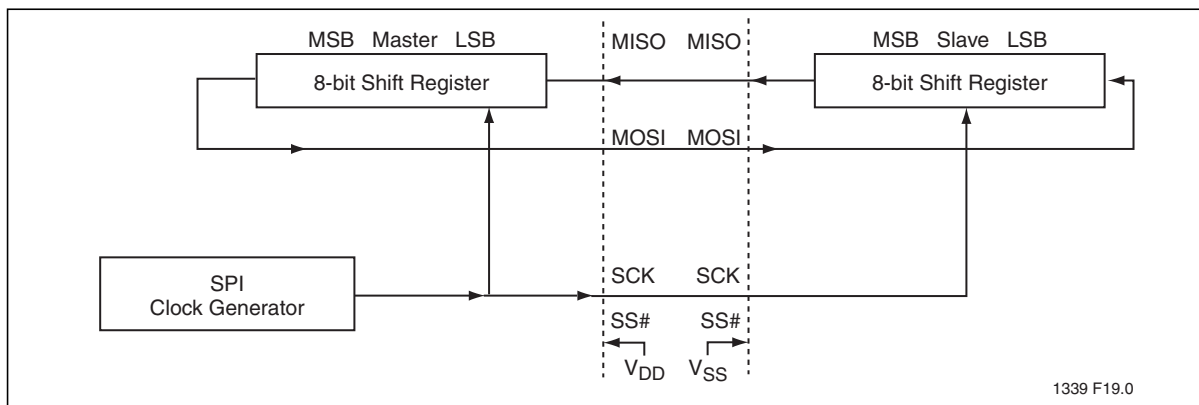 MSB Master LSB
8-bit Shift Register
MISO MISO
MSB Slave LSB
8-bit Shift Register
MOSI MOSI
SPI
Clock Generator
SCK SCK
SS# SS#
VDD VSS
1339 F19.0